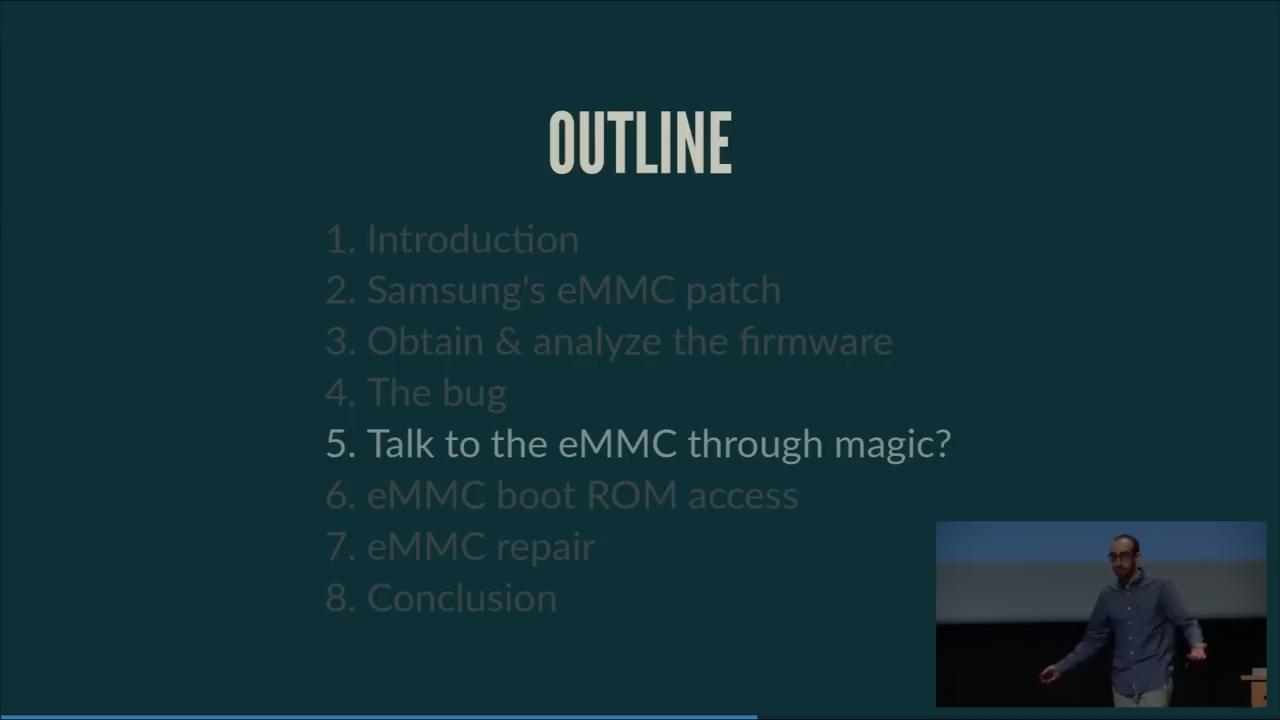 OUTLINE
1. Introduction
2. Samsung's eMMC patch
3. Obtain & analyze the firmware
4. The bug
5. Talk to the eMMC through magic?
6. eMMC boot ROM access
7. eMMC repair
8. Conclusion